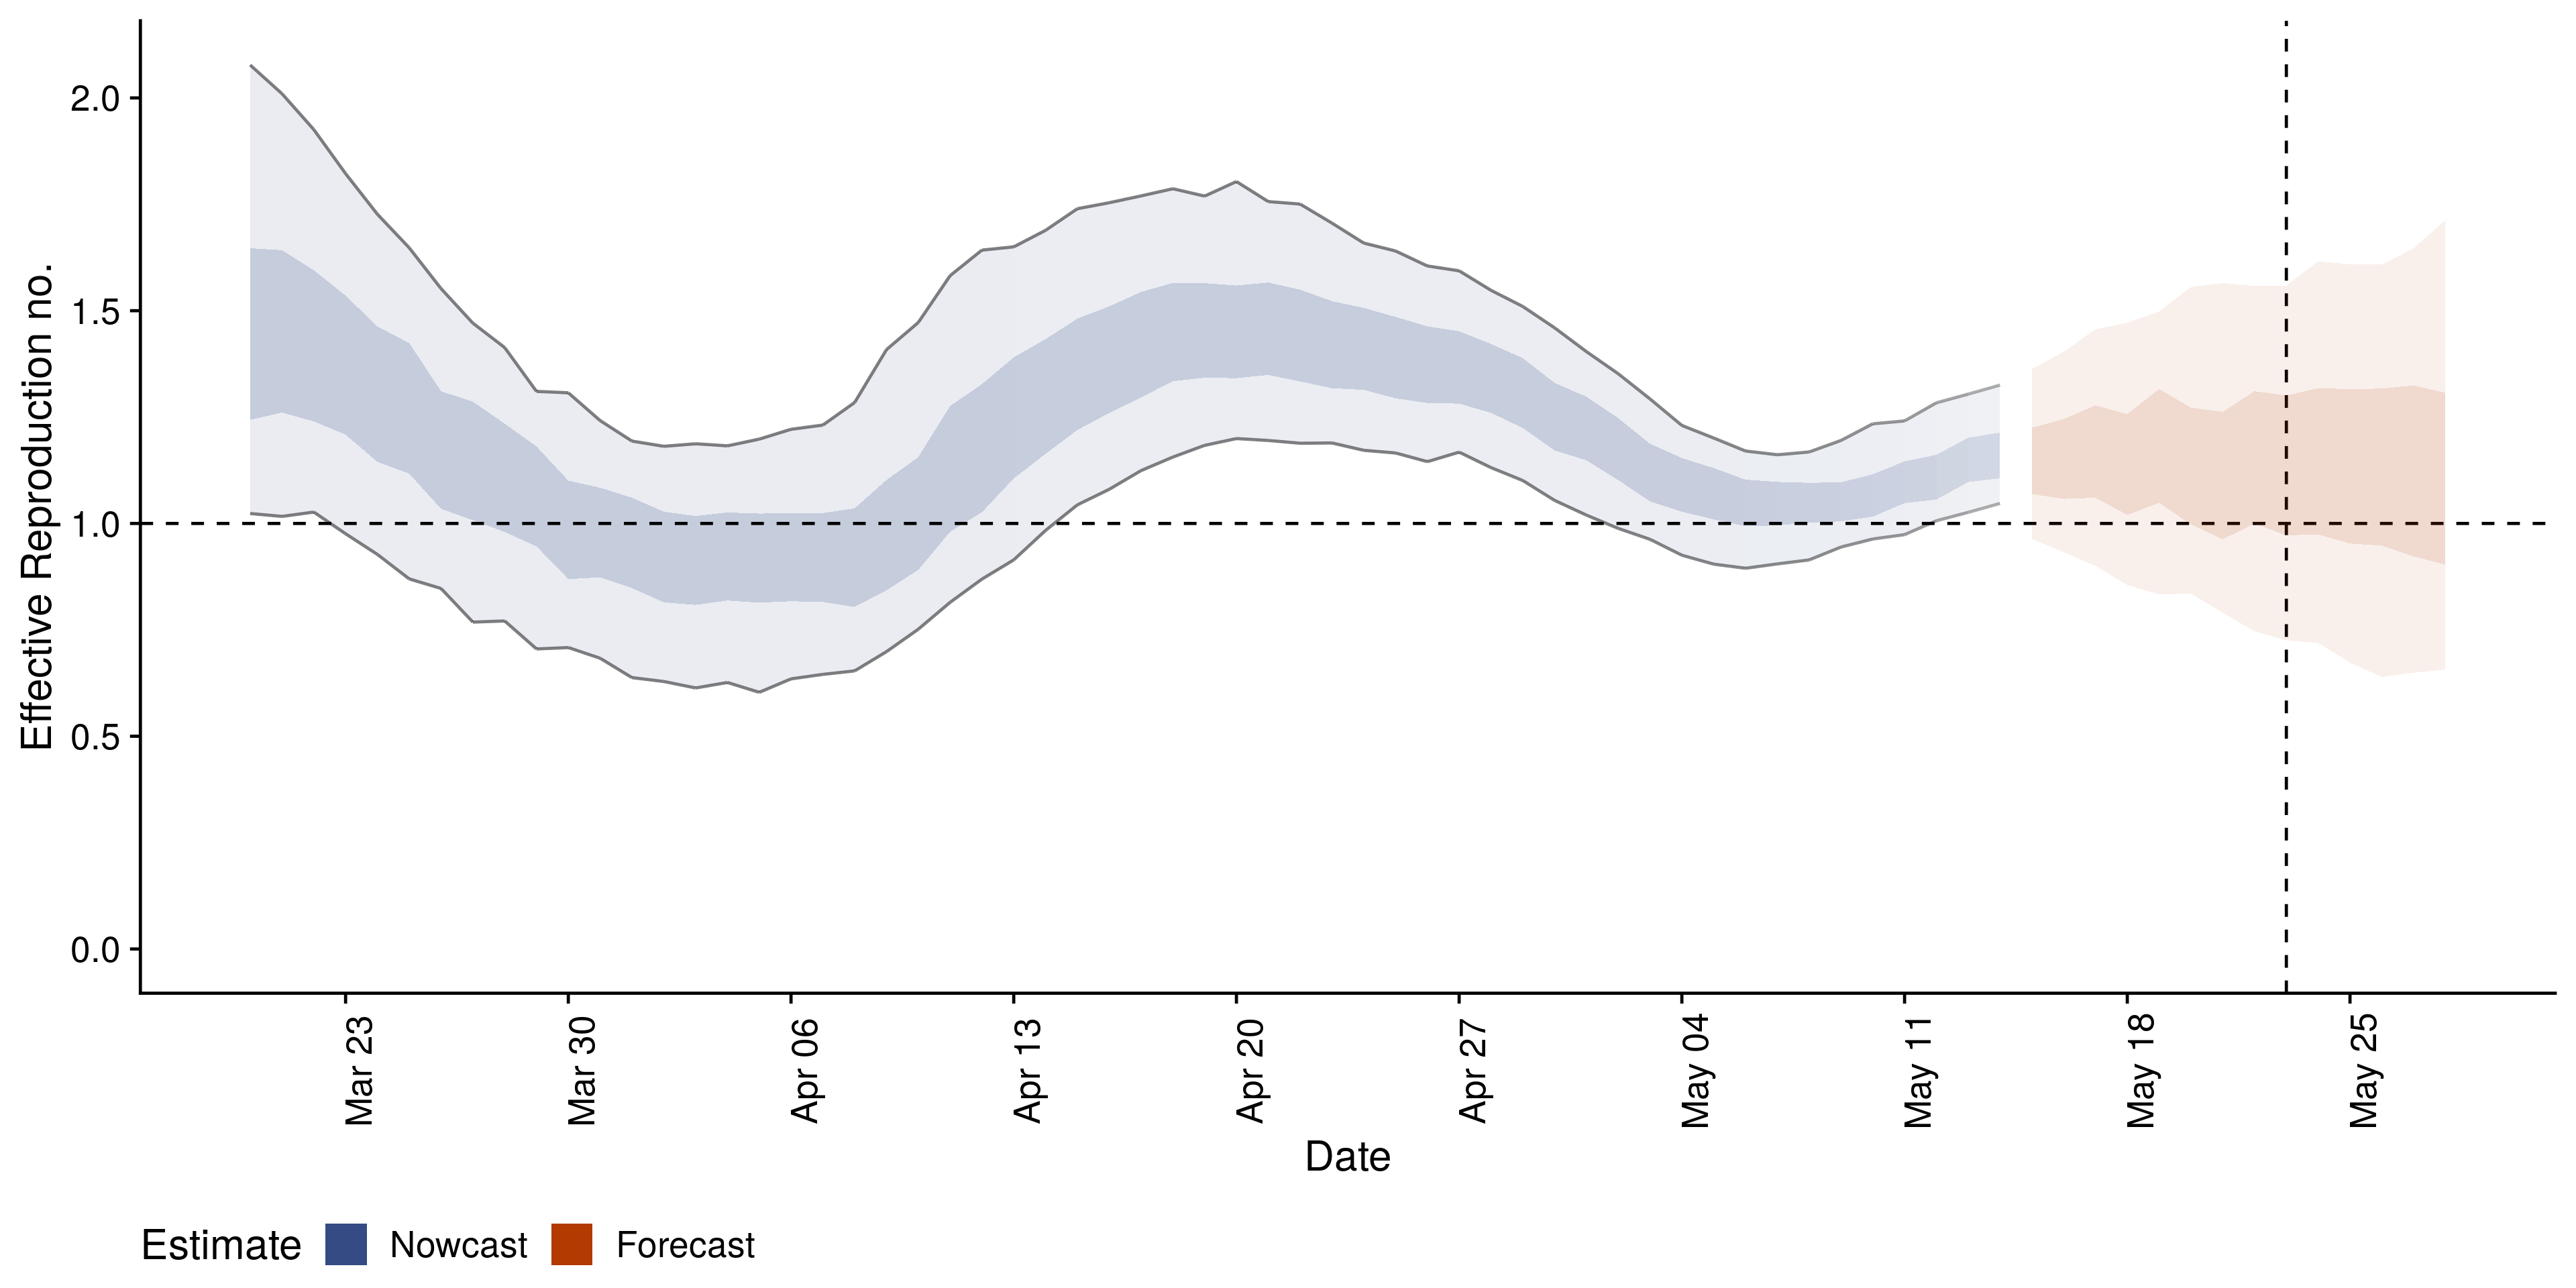 Effective Reproduction no.
2.0
1.5
1.0
0.5
0.0
Mar 23
Mar 30
Apr 06
Apr 13
Apr 20
Apr 27
May 04
May 11
May 18
May 25
Date
Estimate Nowcast Forecast